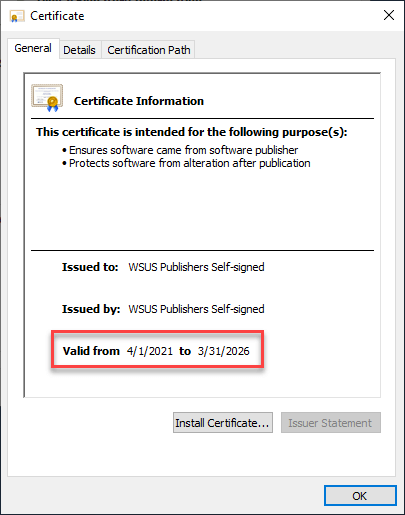 Certificate
General Details Certification Path
Certificate Information
This certificate is intended for the following purpose(s):
• Ensures software came from software publisher
• Protects software from alteration after publication
Issued to: WSUS Publishers Self-signed
Issued by: WSUS Publishers Self-signed
Valid from 4/1/2021 to 3/31/2026
Install Certificate... Issuer Statement
OK